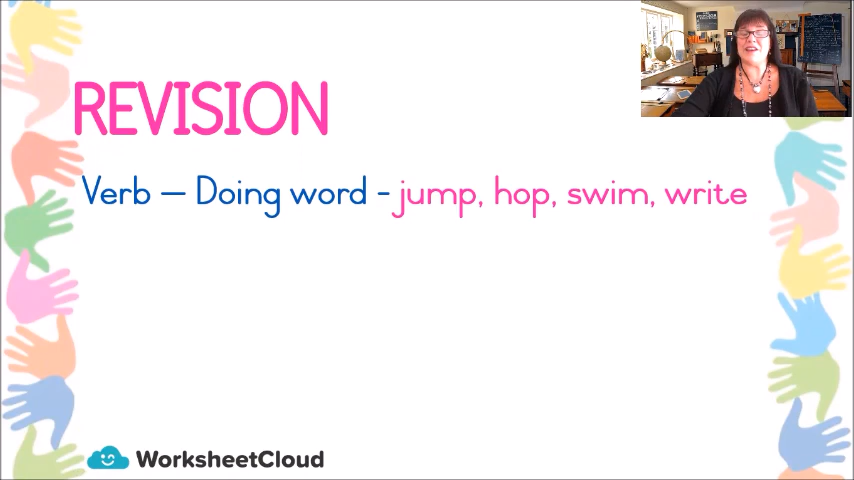 REVISION
Verb – Doing word - jump, hop, swim, write
WorksheetCloud